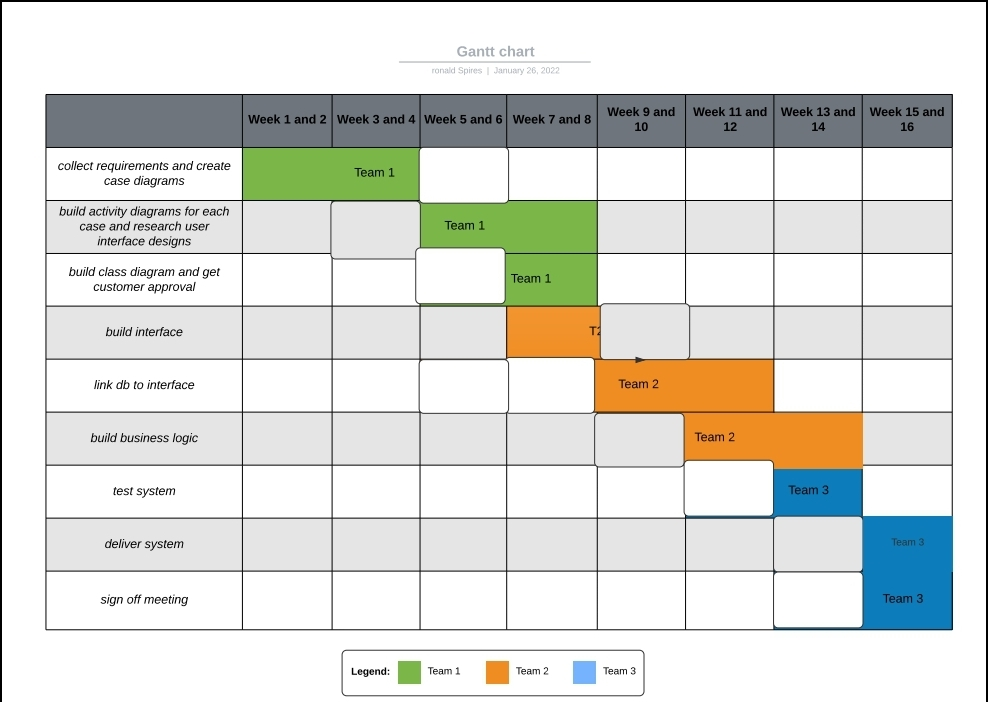 Gantt chart
ronald Spires | January 26, 2022
Week 1 and 2
Week 3 and 4
Week 5 and 6
Week 7 and 8
Week 9 and
10
Week 11 and
12
Week 13 and
14
Week 15 and
16
collect requirements and create
case diagrams
Team 1
build activity diagrams for each
case and research user
interface designs
Team 1
build class diagram and get
customer approval
Team 1
build interface
link db to interface
Team 2
build business logic
Team 2
test system
Team 3
deliver system
Team 3
sign off meeting
Team 3
Legend:
Team 1
Team 2
Team 3